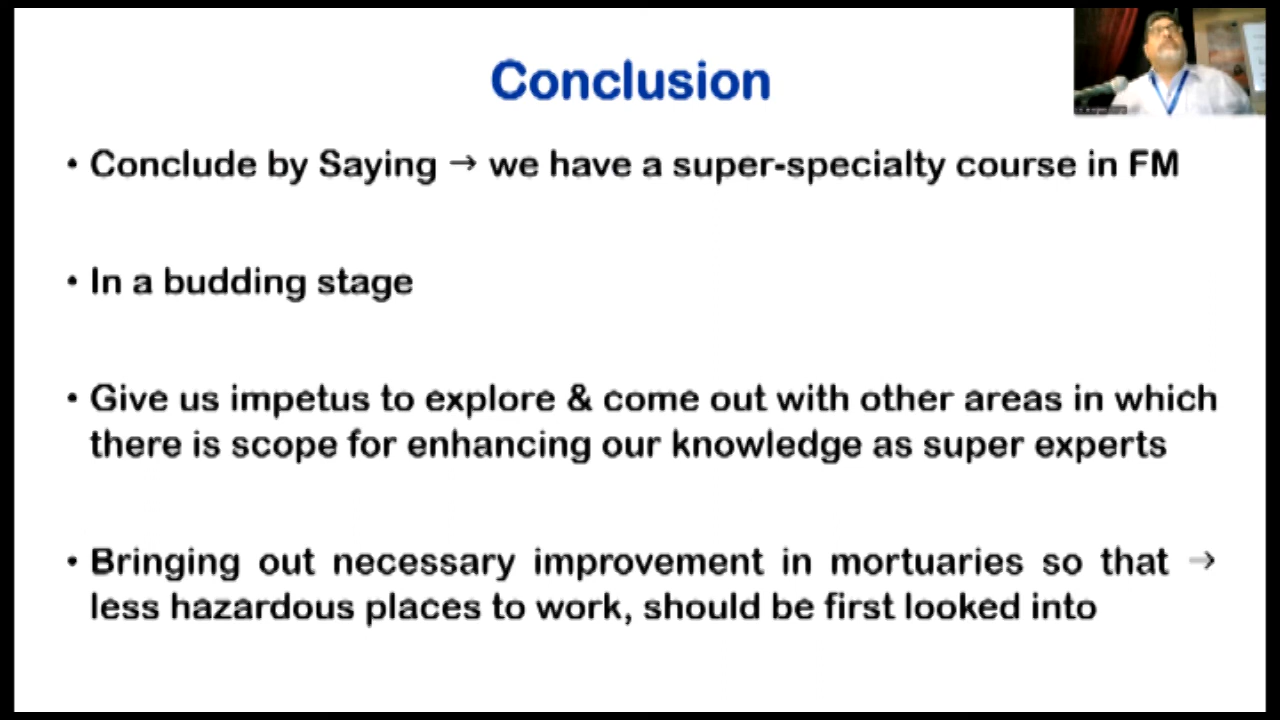 Conclusion
• Conclude by Saying → we have a super-specialty course in FM
• In a budding stage
• Give us impetus to explore & come out with other areas in which
there is scope for enhancing our knowledge as super experts
• Bringing out necessary improvement in mortuaries so that →
less hazardous places to work, should be first looked into